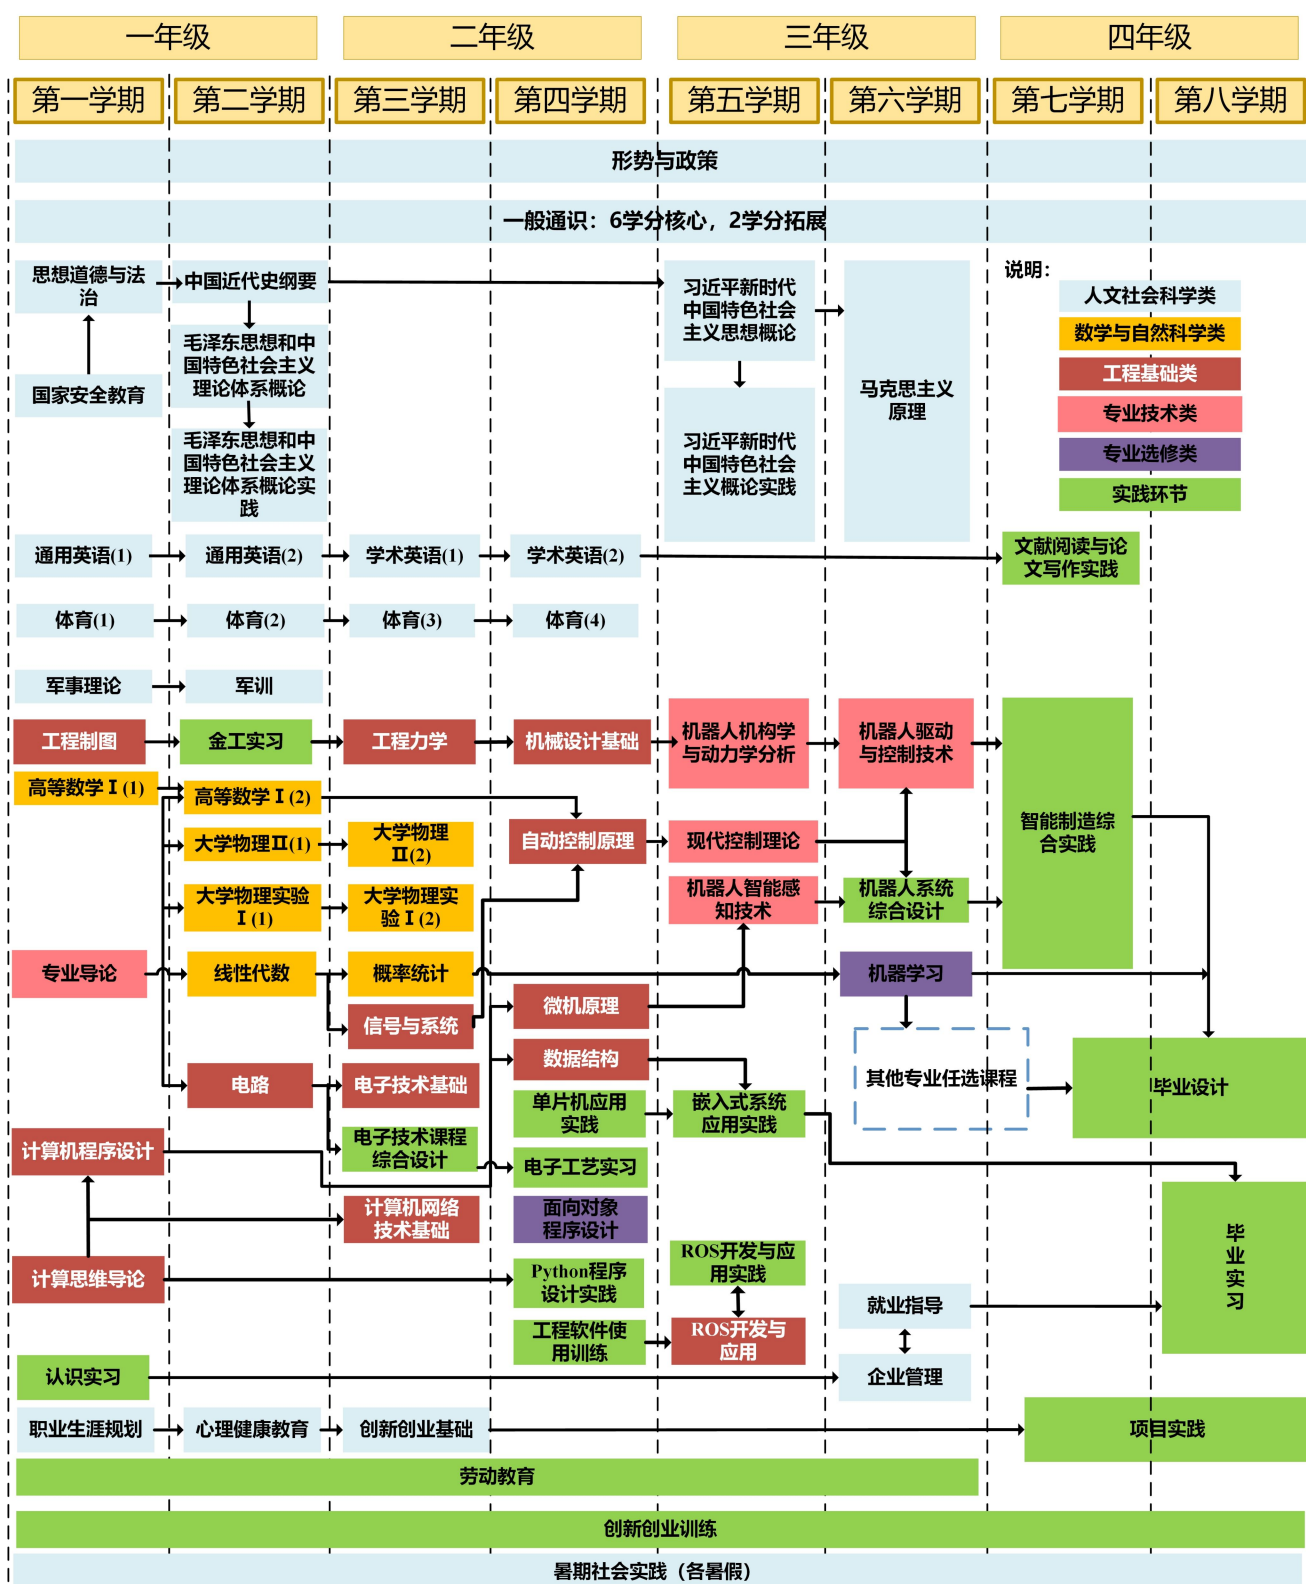 一年级
二年级
三年级
四年级
第一学期
第二学期
第三学期
第四学期
第五学期
第六学期
第七学期
第八学期
形势与政策
一般通识：6学分核心，2学分拓展
思想道德与法
治
中国近代史纲要
习近平新时代
中国特色社会
主义思想概论
马克思主义
原理
国家安全教育
毛泽东思想和中
国特色社会主义
理论体系概论
毛泽东思想和中
国特色社会主义
理论体系概论实
践
习近平新时代
中国特色社会
主义概论实践
说明：
人文社会科学类
数学与自然科学类
工程基础类
专业技术类
专业选修类
实践环节
通用英语(1)
通用英语(2)
学术英语(1)
学术英语(2)
文献阅读与论
文写作实践
体育(1)
体育(2)
体育(3)
体育(4)
军事理论
军训
工程制图
金工实习
工程力学
机械设计基础
机器人机构学
与动力学分析
机器人驱动
与控制技术
智能制造综
合实践
高等数学Ⅰ(1)
高等数学Ⅰ(2)
大学物理Ⅱ(1)
大学物理
Ⅱ(2)
自动控制原理
现代控制理论
大学物理实验
Ⅰ(1)
大学物理实
验Ⅰ(2)
机器人智能感
知技术
机器人系统
综合设计
专业导论
线性代数
概率统计
机器学习
信号与系统
微机原理
数据结构
电路
电子技术基础
其他专业任选课程
毕业设计
单片机应用
实践
嵌入式系统
应用实践
计算机程序设计
电子技术课程
综合设计
电子工艺实习
计算机网络
技术基础
面向对象
程序设计
毕
业
实
习
计算思维导论
Python程序
设计实践
ROS开发与应
用实践
就业指导
工程软件使
用训练
ROS开发与
应用
认识实习
企业管理
职业生涯规划
心理健康教育
创新创业基础
项目实践
劳动教育
创新创业训练
暑期社会实践（各暑假）